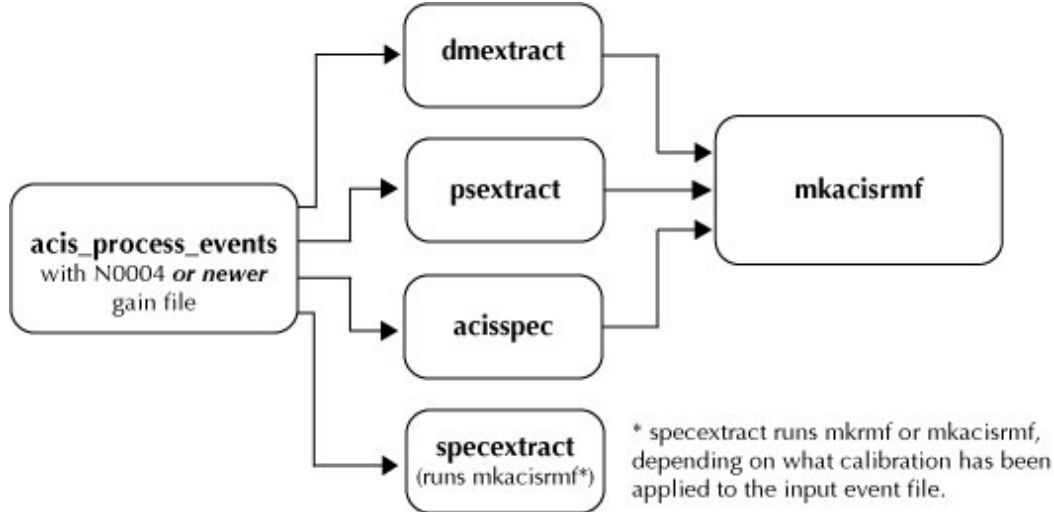 dmextract
psextract
mkacisrmf
acis_process_events
with N0004 or newer
gain file
acisspec
specextract
(runs mkacisrmf*)
* specextract runs mkrmf or mkacisrmf,
depending on what calibration has been
applied to the input event file.